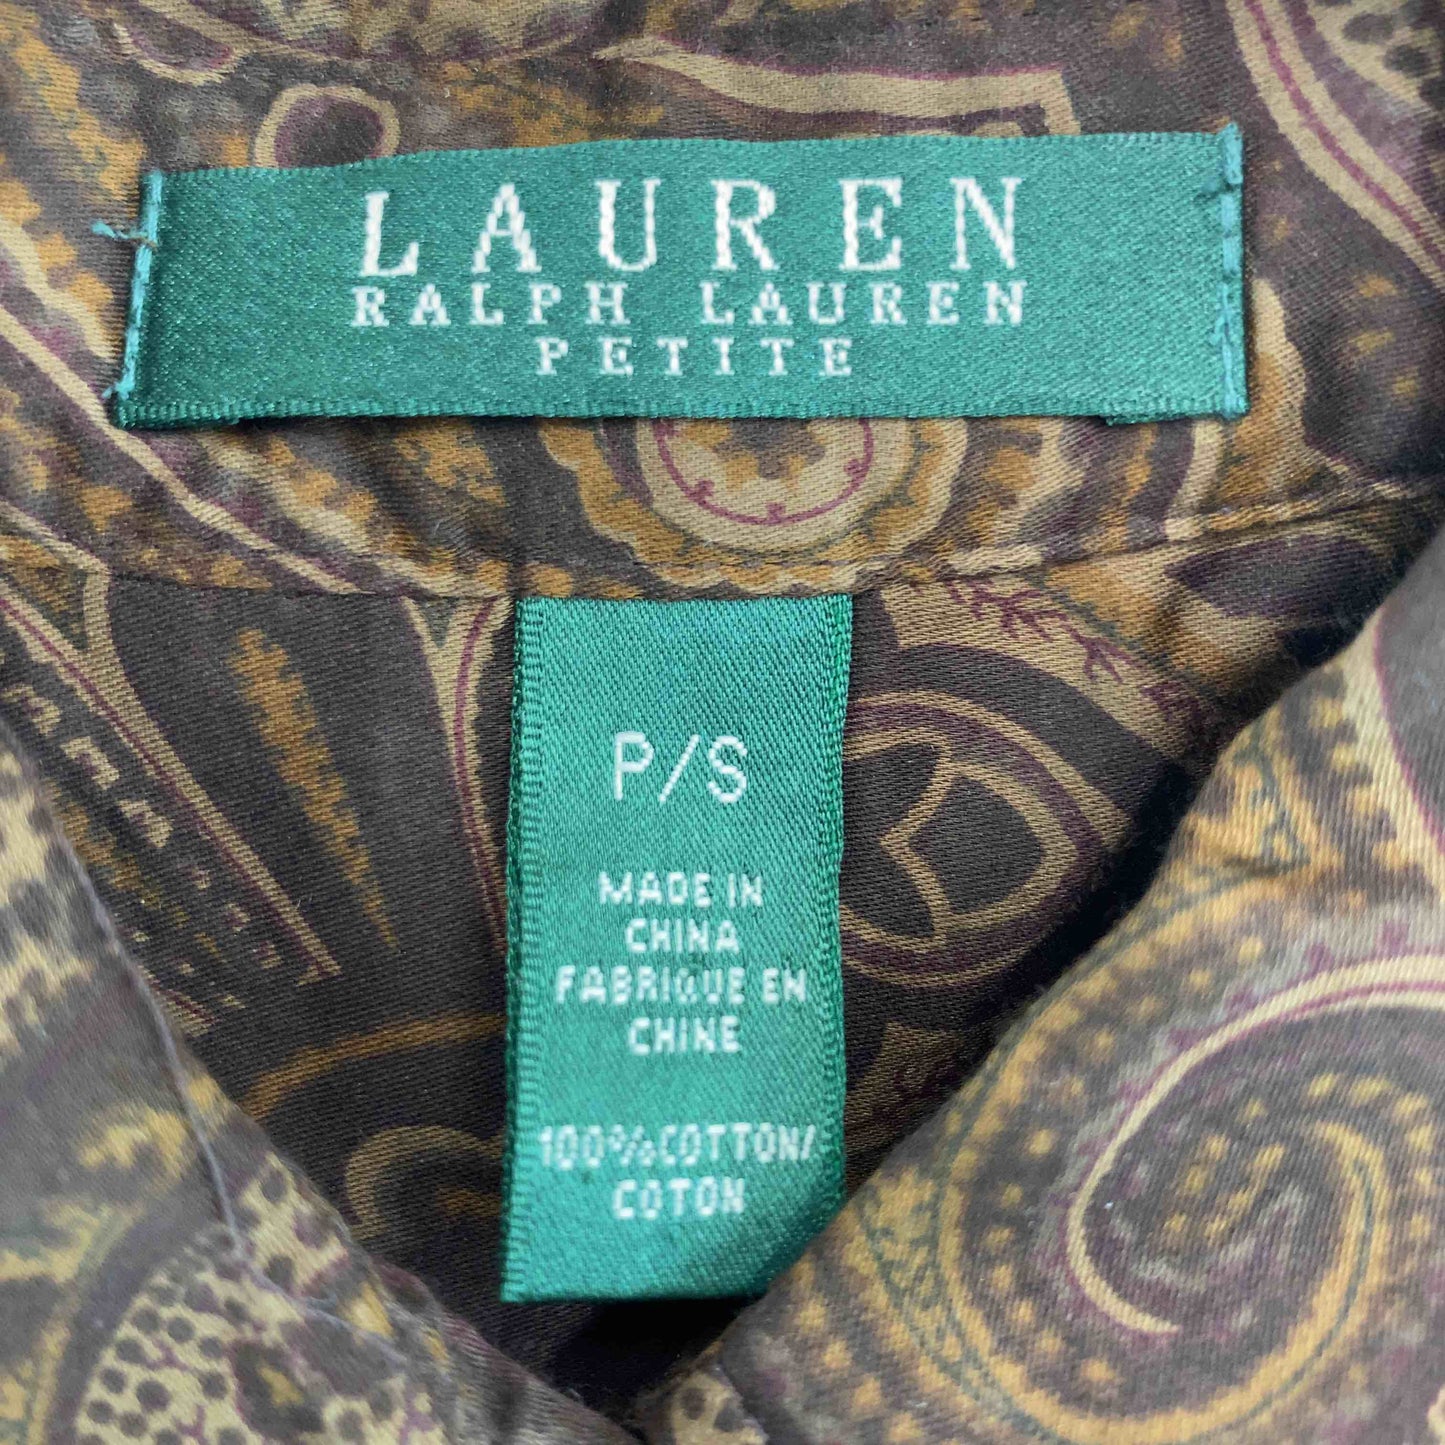 LAUREN
RALPH LAUREN
PETITE
P/S
MADE IN
CHINA
FABRIQUE EN
CHINE
100%COTTON/
COTON